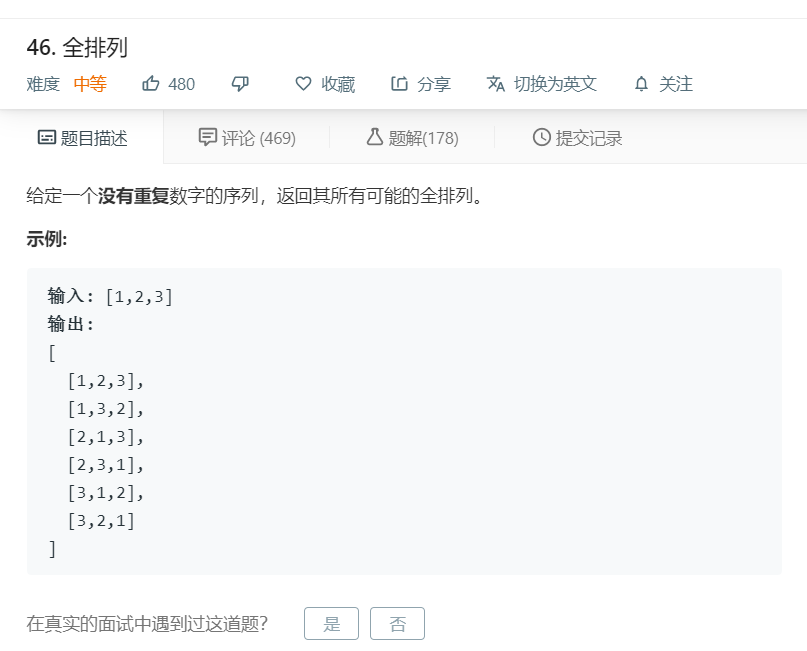 46. 全排列
难度 中等 480 收藏 分享 切换为英文 关注
题目描述 评论 (469) 题解(178) 提交记录
给定一个没有重复数字的序列，返回其所有可能的全排列。
示例:
输入: [1,2,3]
输出:
[
  [1,2,3],
  [1,3,2],
  [2,1,3],
  [2,3,1],
  [3,1,2],
  [3,2,1]
]
在真实的面试中遇到过这道题? 是 否